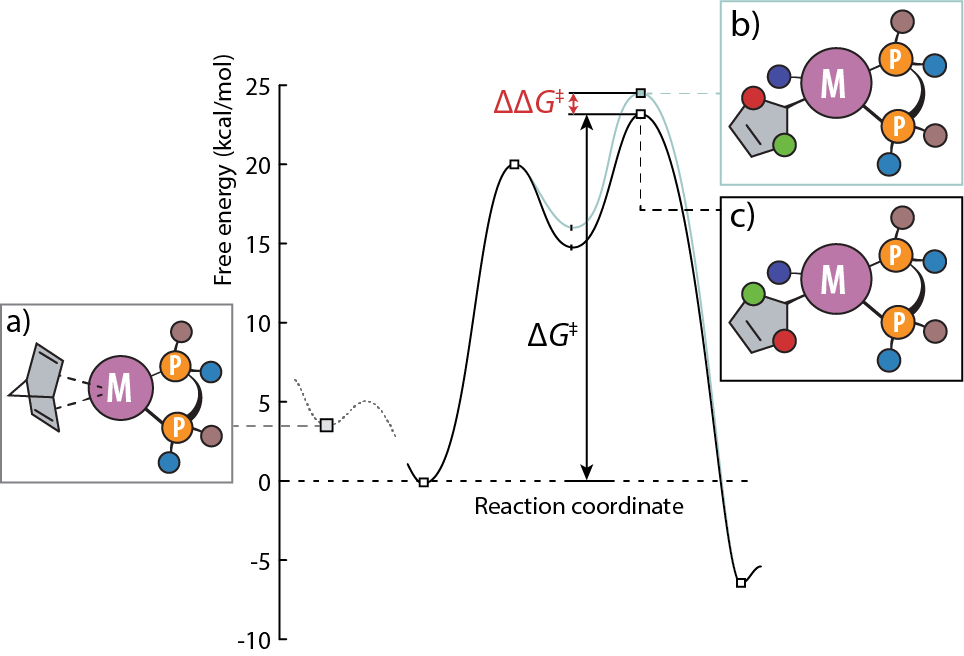 b)
P
M
P
Free energy (kcal/mol)
25
20
15
10
5
0
-5
-10
ΔΔG‡
c)
P
M
P
ΔG‡
a)
P
M
P
Reaction coordinate